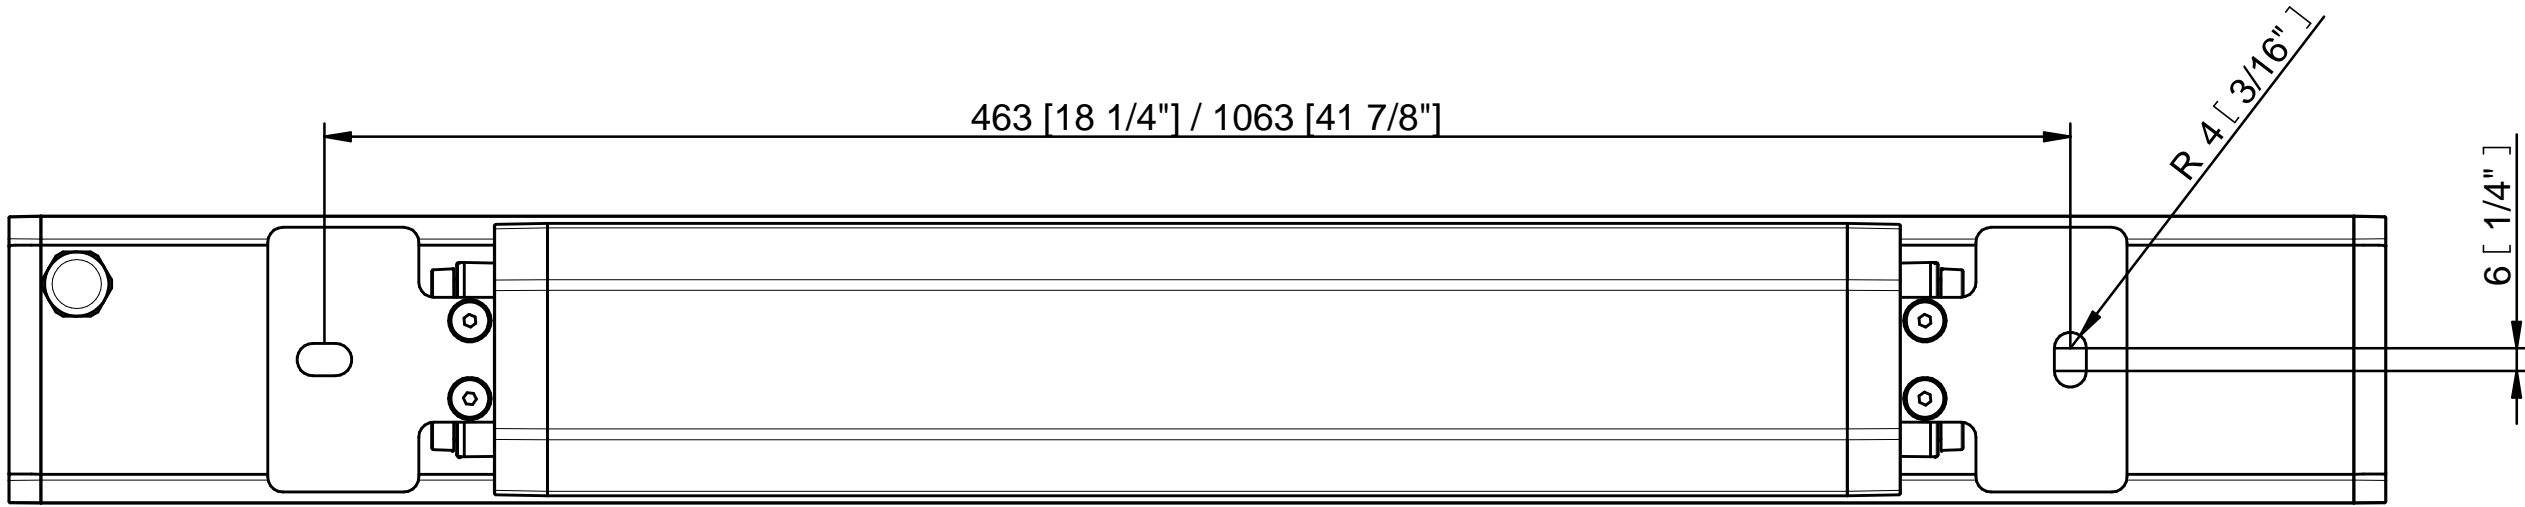 463 [18 1/4"] / 1063 [41 7/8"]
R 4 [ 3/16" ]
6 [ 1/4" ]